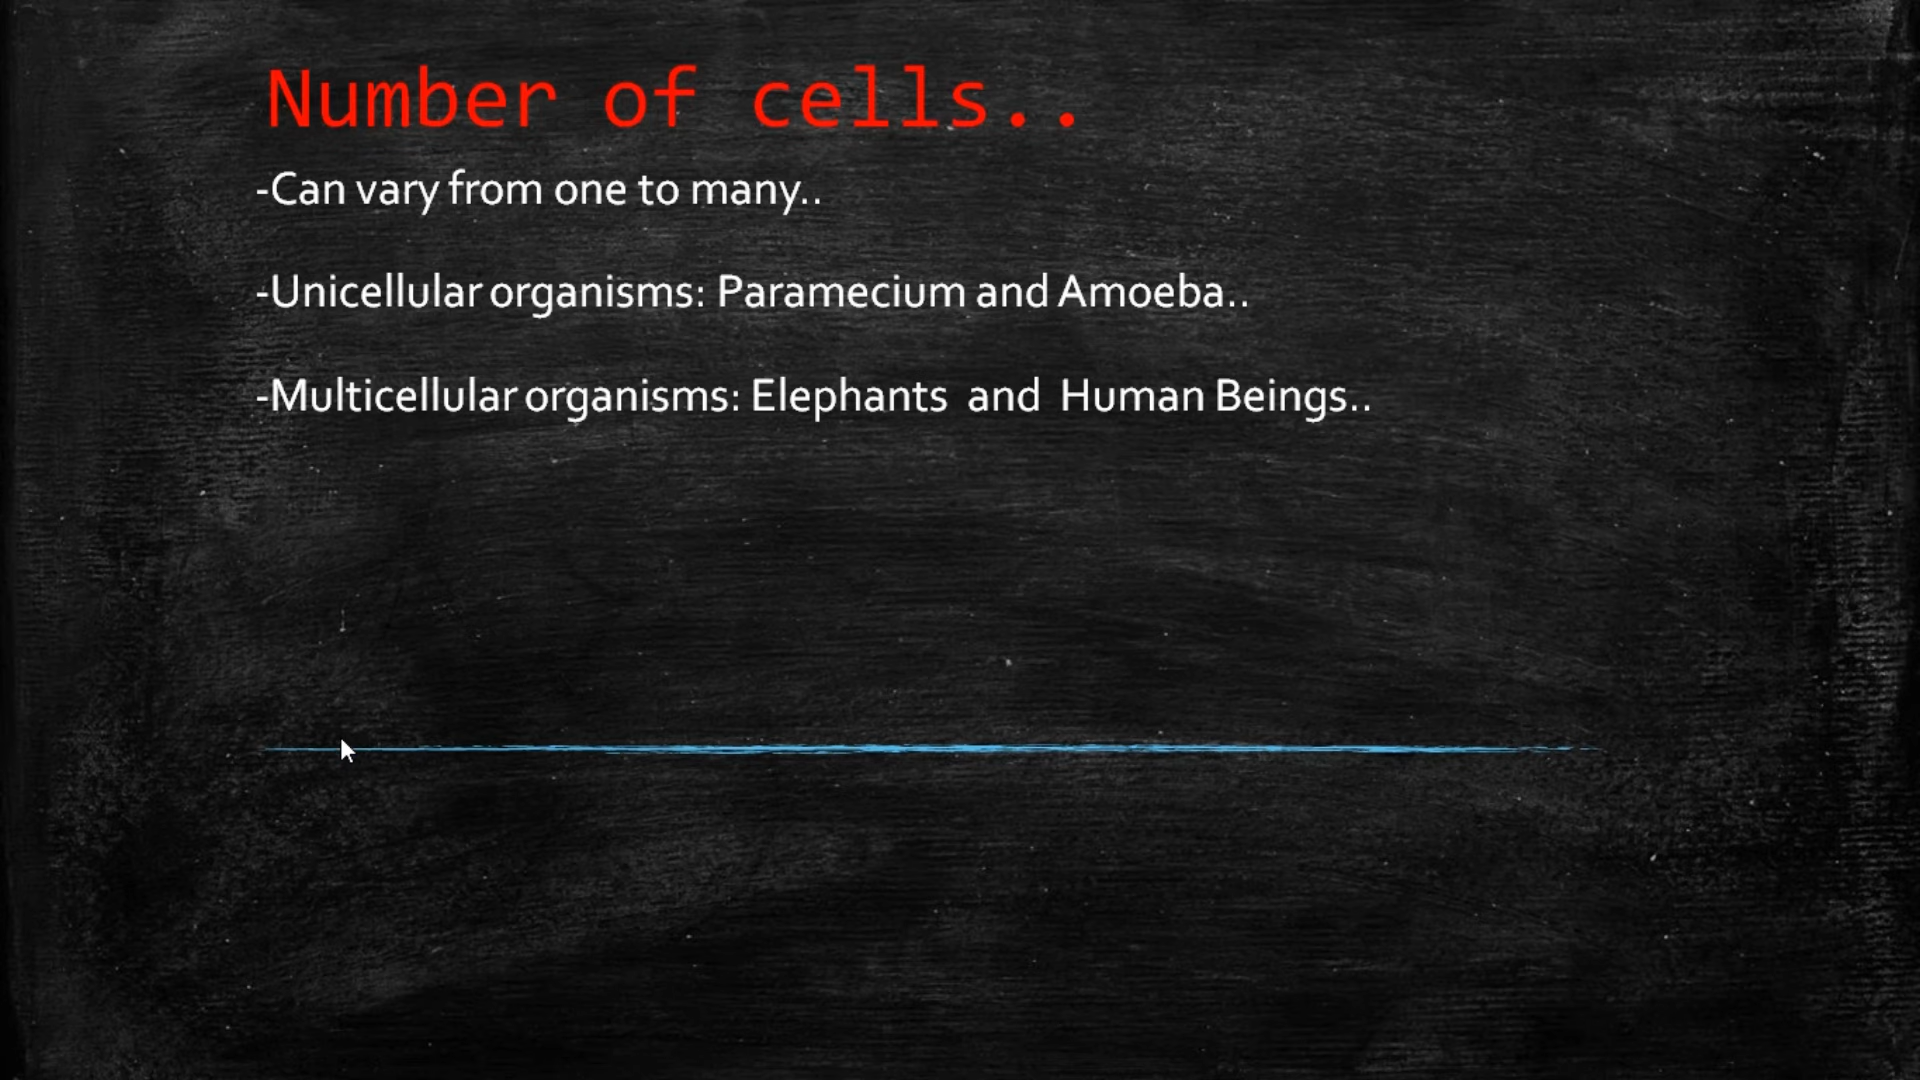 Number of cells..
-Can vary from one to many..
-Unicellular organisms: Paramecium and Amoeba..
-Multicellular organisms: Elephants  and  Human Beings..